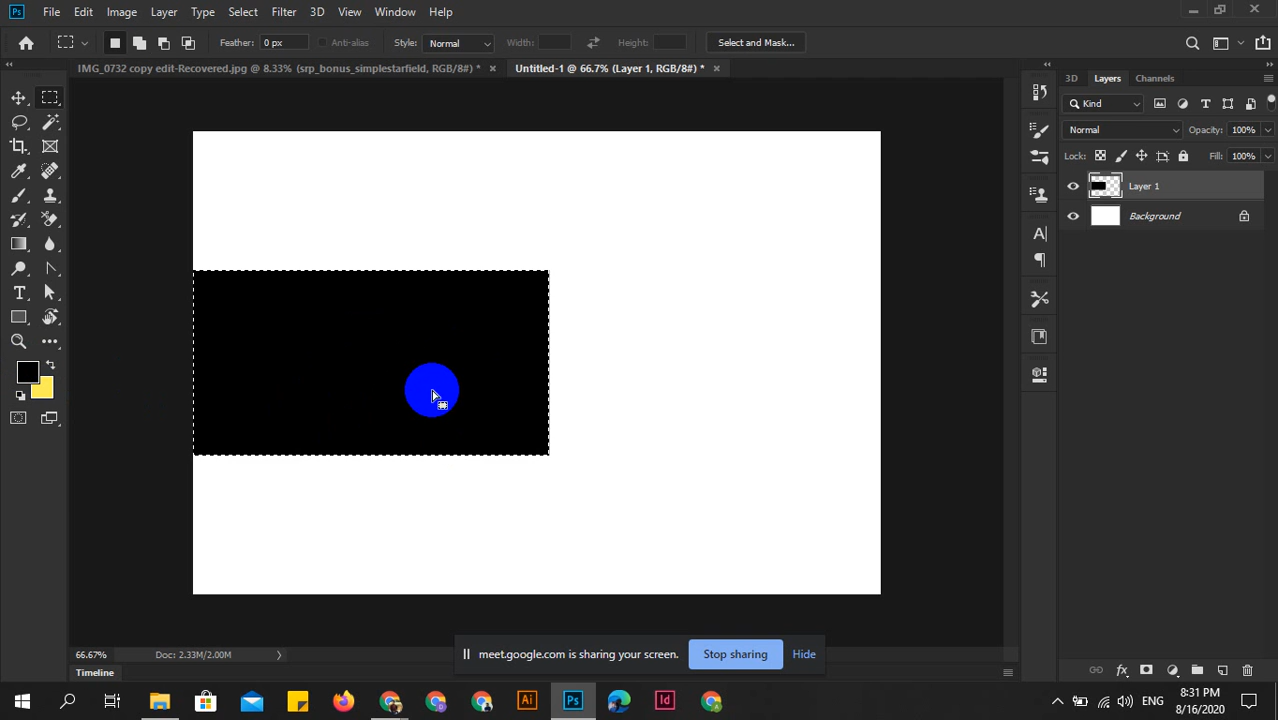 Ps File Edit Image Layer Type Select Filter 3D View Window Help
Feather: 0 px Anti-alias Style: Normal Width: Height: Select and Mask...
IMG_0732 copy edit-Recovered.jpg @ 8.33% (srp_bonus_simplestarfield, RGB/8#) * Untitled-1 @ 66.7% (Layer 1, RGB/8#) *
3D Layers Channels
Kind
Normal Opacity: 100%
Lock: Fill: 100%
Layer 1
Background
66.67% Doc: 2.33M/2.00M
meet.google.com is sharing your screen. Stop sharing Hide
Timeline
Ai Ps Id
ENG 8:31 PM
8/16/2020